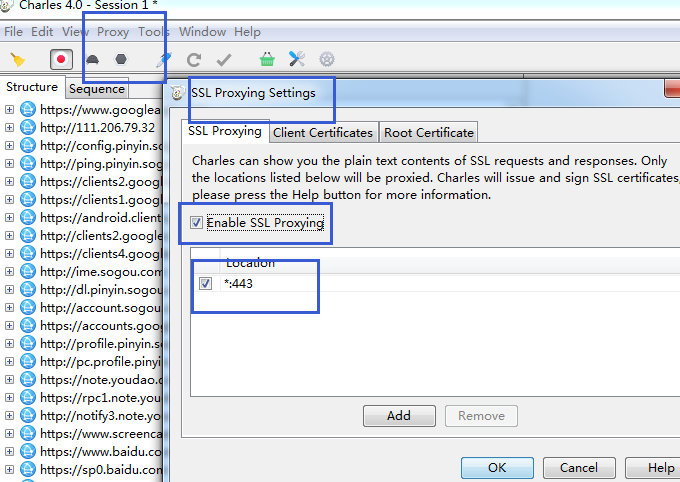 Charles 4.0 - Session 1 *
File Edit View Proxy Tools Window Help
Structure Sequence
https://www.googlea
http://111.206.79.32
http://config.pinyin.sog
http://ping.pinyin.sogo
https://clients2.google
https://clients1.google
https://android.client
http://clients2.google
https://clients4.google
http://ime.sogou.com
http://dl.pinyin.sogou
http://account.sogou
https://accounts.goog
http://profile.pinyin.so
http://pc.profile.pinyin
https://note.youdao.c
https://rpc1.note.you
http://notify3.note.yo
https://www.screenca
https://www.baidu.co
https://sp0.baidu.com
SSL Proxying Settings
SSL Proxying Client Certificates Root Certificate
Charles can show you the plain text contents of SSL requests and responses. Only
the locations listed below will be proxied. Charles will issue and sign SSL certificates,
please press the Help button for more information.
Enable SSL Proxying
Location
*:443
Add Remove
OK Cancel Help